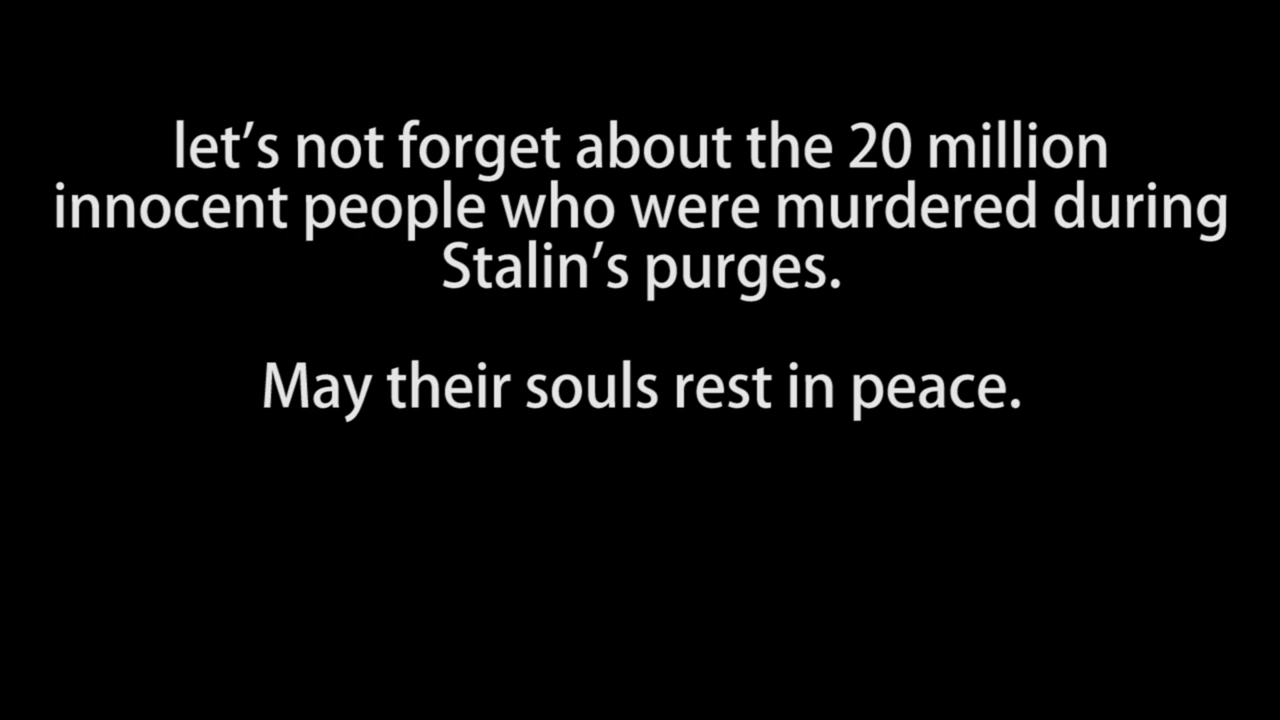 let’s not forget about the 20 million
innocent people who were murdered during
Stalin’s purges.
May their souls rest in peace.